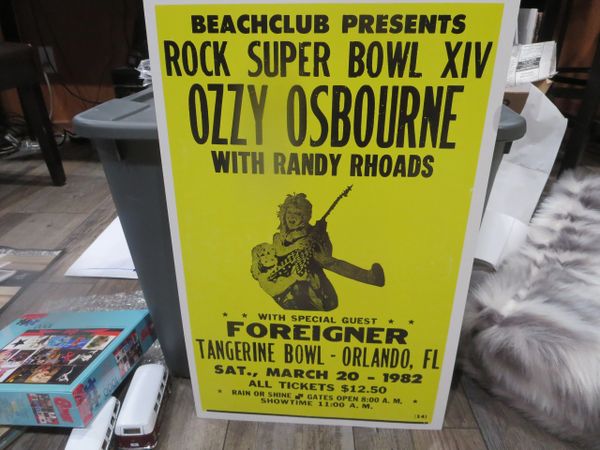 BEACHCLUB PRESENTS
ROCK SUPER BOWL XIV
OZZY OSBOURNE
WITH RANDY RHOADS
★ ★ WITH SPECIAL GUEST ★ ★
FOREIGNER
TANGERINE BOWL - ORLANDO, FL
SAT., MARCH 20 - 1982
ALL TICKETS $12.50
★ RAIN OR SHINE GATES OPEN 8:00 A. M. ★
SHOWTIME 11:00 A. M.